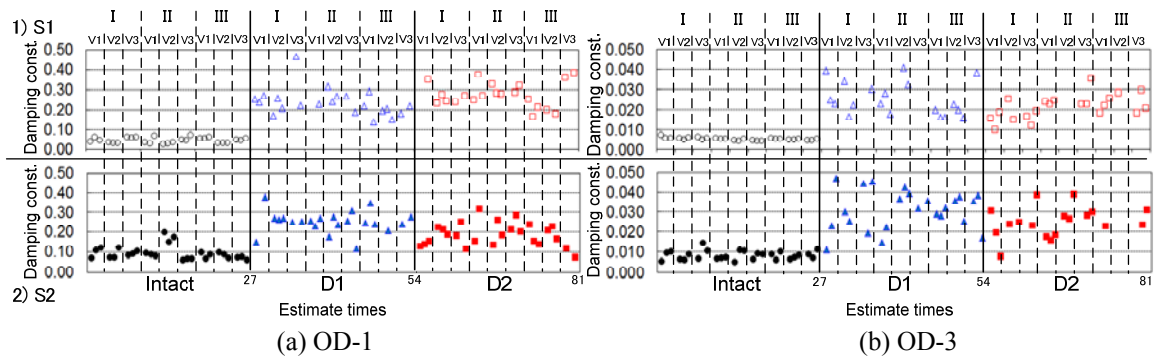 1) S1
I II III I II III I II III
V1 V2 V3 V1 V2 V3 V1 V2 V3 V1 V2 V3 V1 V2 V3 V1 V2 V3 V1 V2 V3 V1 V2 V3 V1 V2 V3
Damping const.
0.50
0.40
0.30
0.20
0.10
0.00
Damping const.
0.40
0.30
0.20
0.10
0.00
2) S2
27 54 81
Intact D1 D2
Estimate times
(a) OD-1
I II III I II III I II III
V1 V2 V3 V1 V2 V3 V1 V2 V3 V1 V2 V3 V1 V2 V3 V1 V2 V3 V1 V2 V3 V1 V2 V3 V1 V2 V3
Damping const.
0.050
0.040
0.030
0.020
0.010
0.000
Damping const.
0.050
0.040
0.030
0.020
0.010
0.000
27 54 81
Intact D1 D2
Estimate times
(b) OD-3